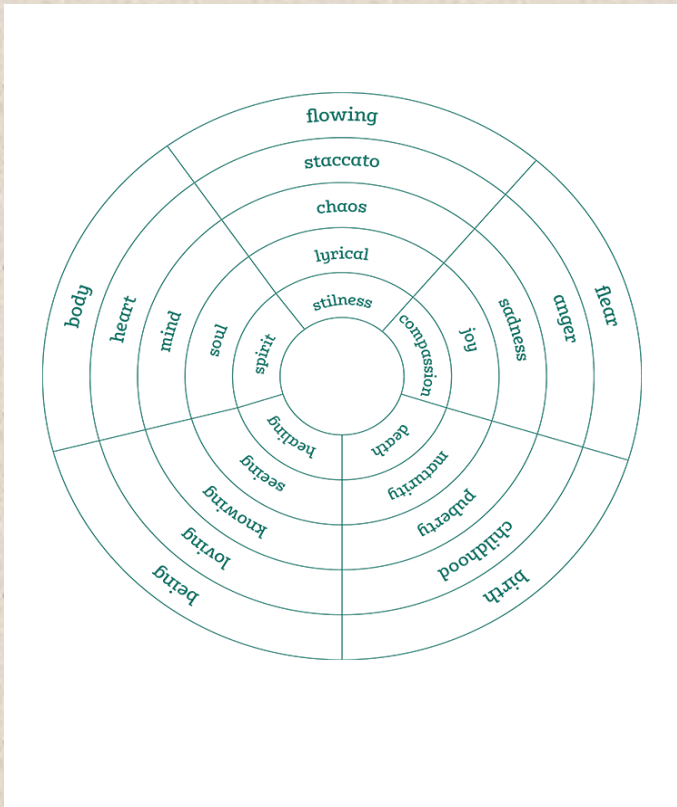 flowing
staccato
chaos
lyrical
stilness
flear
anger
sadness
joy
compassion
birth
childhood
puberty
maturity
death
being
loving
knowing
seeing
healing
body
heart
mind
soul
spirit